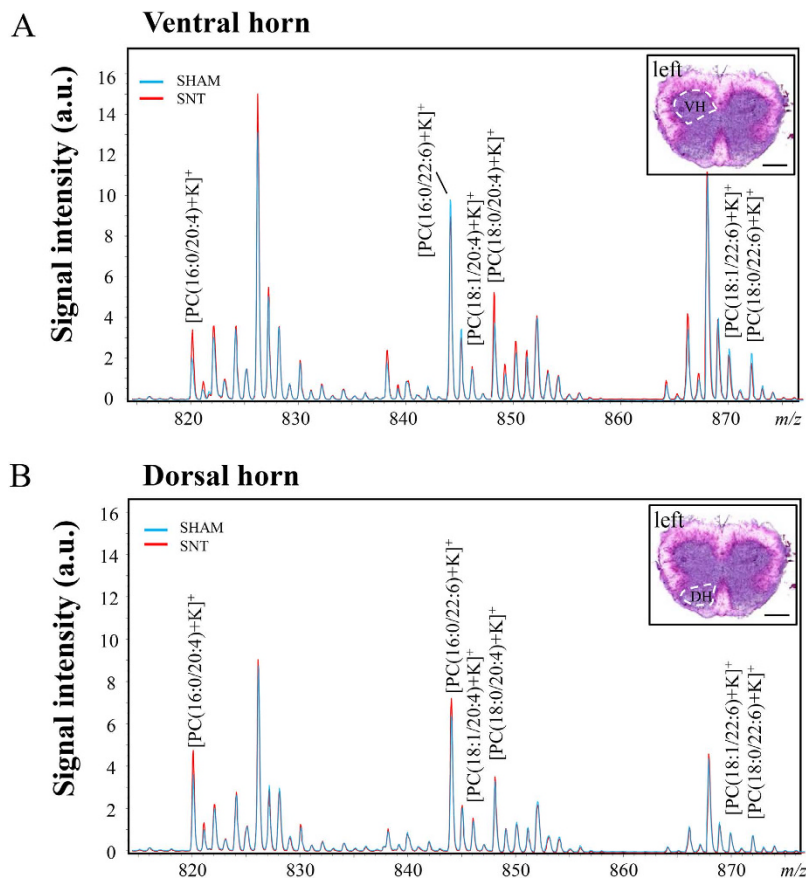 A
Ventral horn
Signal intensity (a.u.)
16
14
12
10
8
6
4
2
0
SHAM
SNT
[PC(16:0/20:4)+K]⁺
[PC(16:0/22:6)+K]⁺
[PC(18:1/20:4)+K]⁺
[PC(18:0/20:4)+K]⁺
[PC(18:1/22:6)+K]⁺
[PC(18:0/22:6)+K]⁺
left
VH
820 830 840 850 860 870
m/z
B
Dorsal horn
Signal intensity (a.u.)
16
14
12
10
8
6
4
2
0
SHAM
SNT
[PC(16:0/20:4)+K]⁺
[PC(16:0/22:6)+K]⁺
[PC(18:1/20:4)+K]⁺
[PC(18:0/20:4)+K]⁺
[PC(18:1/22:6)+K]⁺
[PC(18:0/22:6)+K]⁺
left
DH
820 830 840 850 860 870
m/z